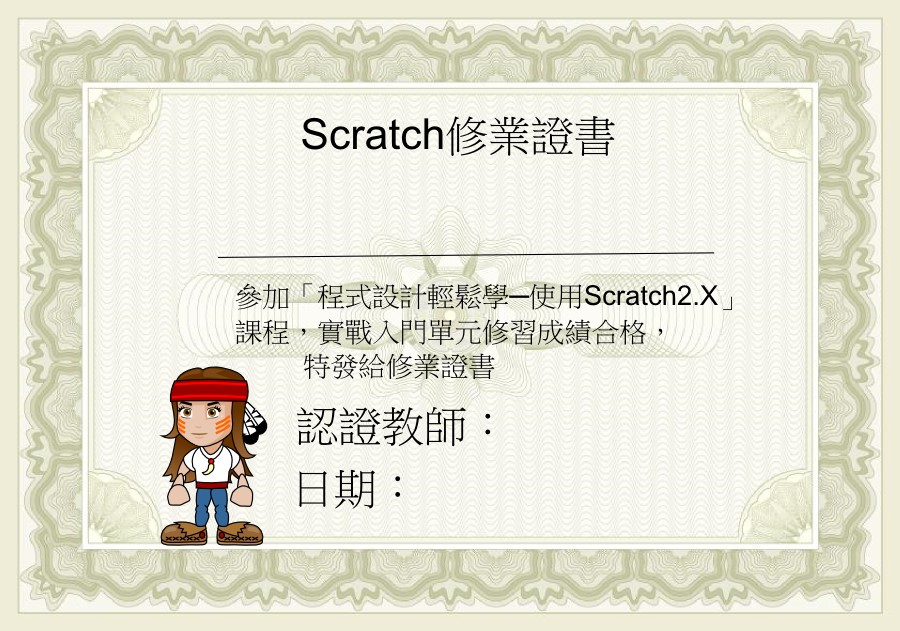 Scratch修業證書
參加「程式設計輕鬆學─使用Scratch2.X」
課程，實戰入門單元修習成績合格，
特發給修業證書
認證教師：
日期：